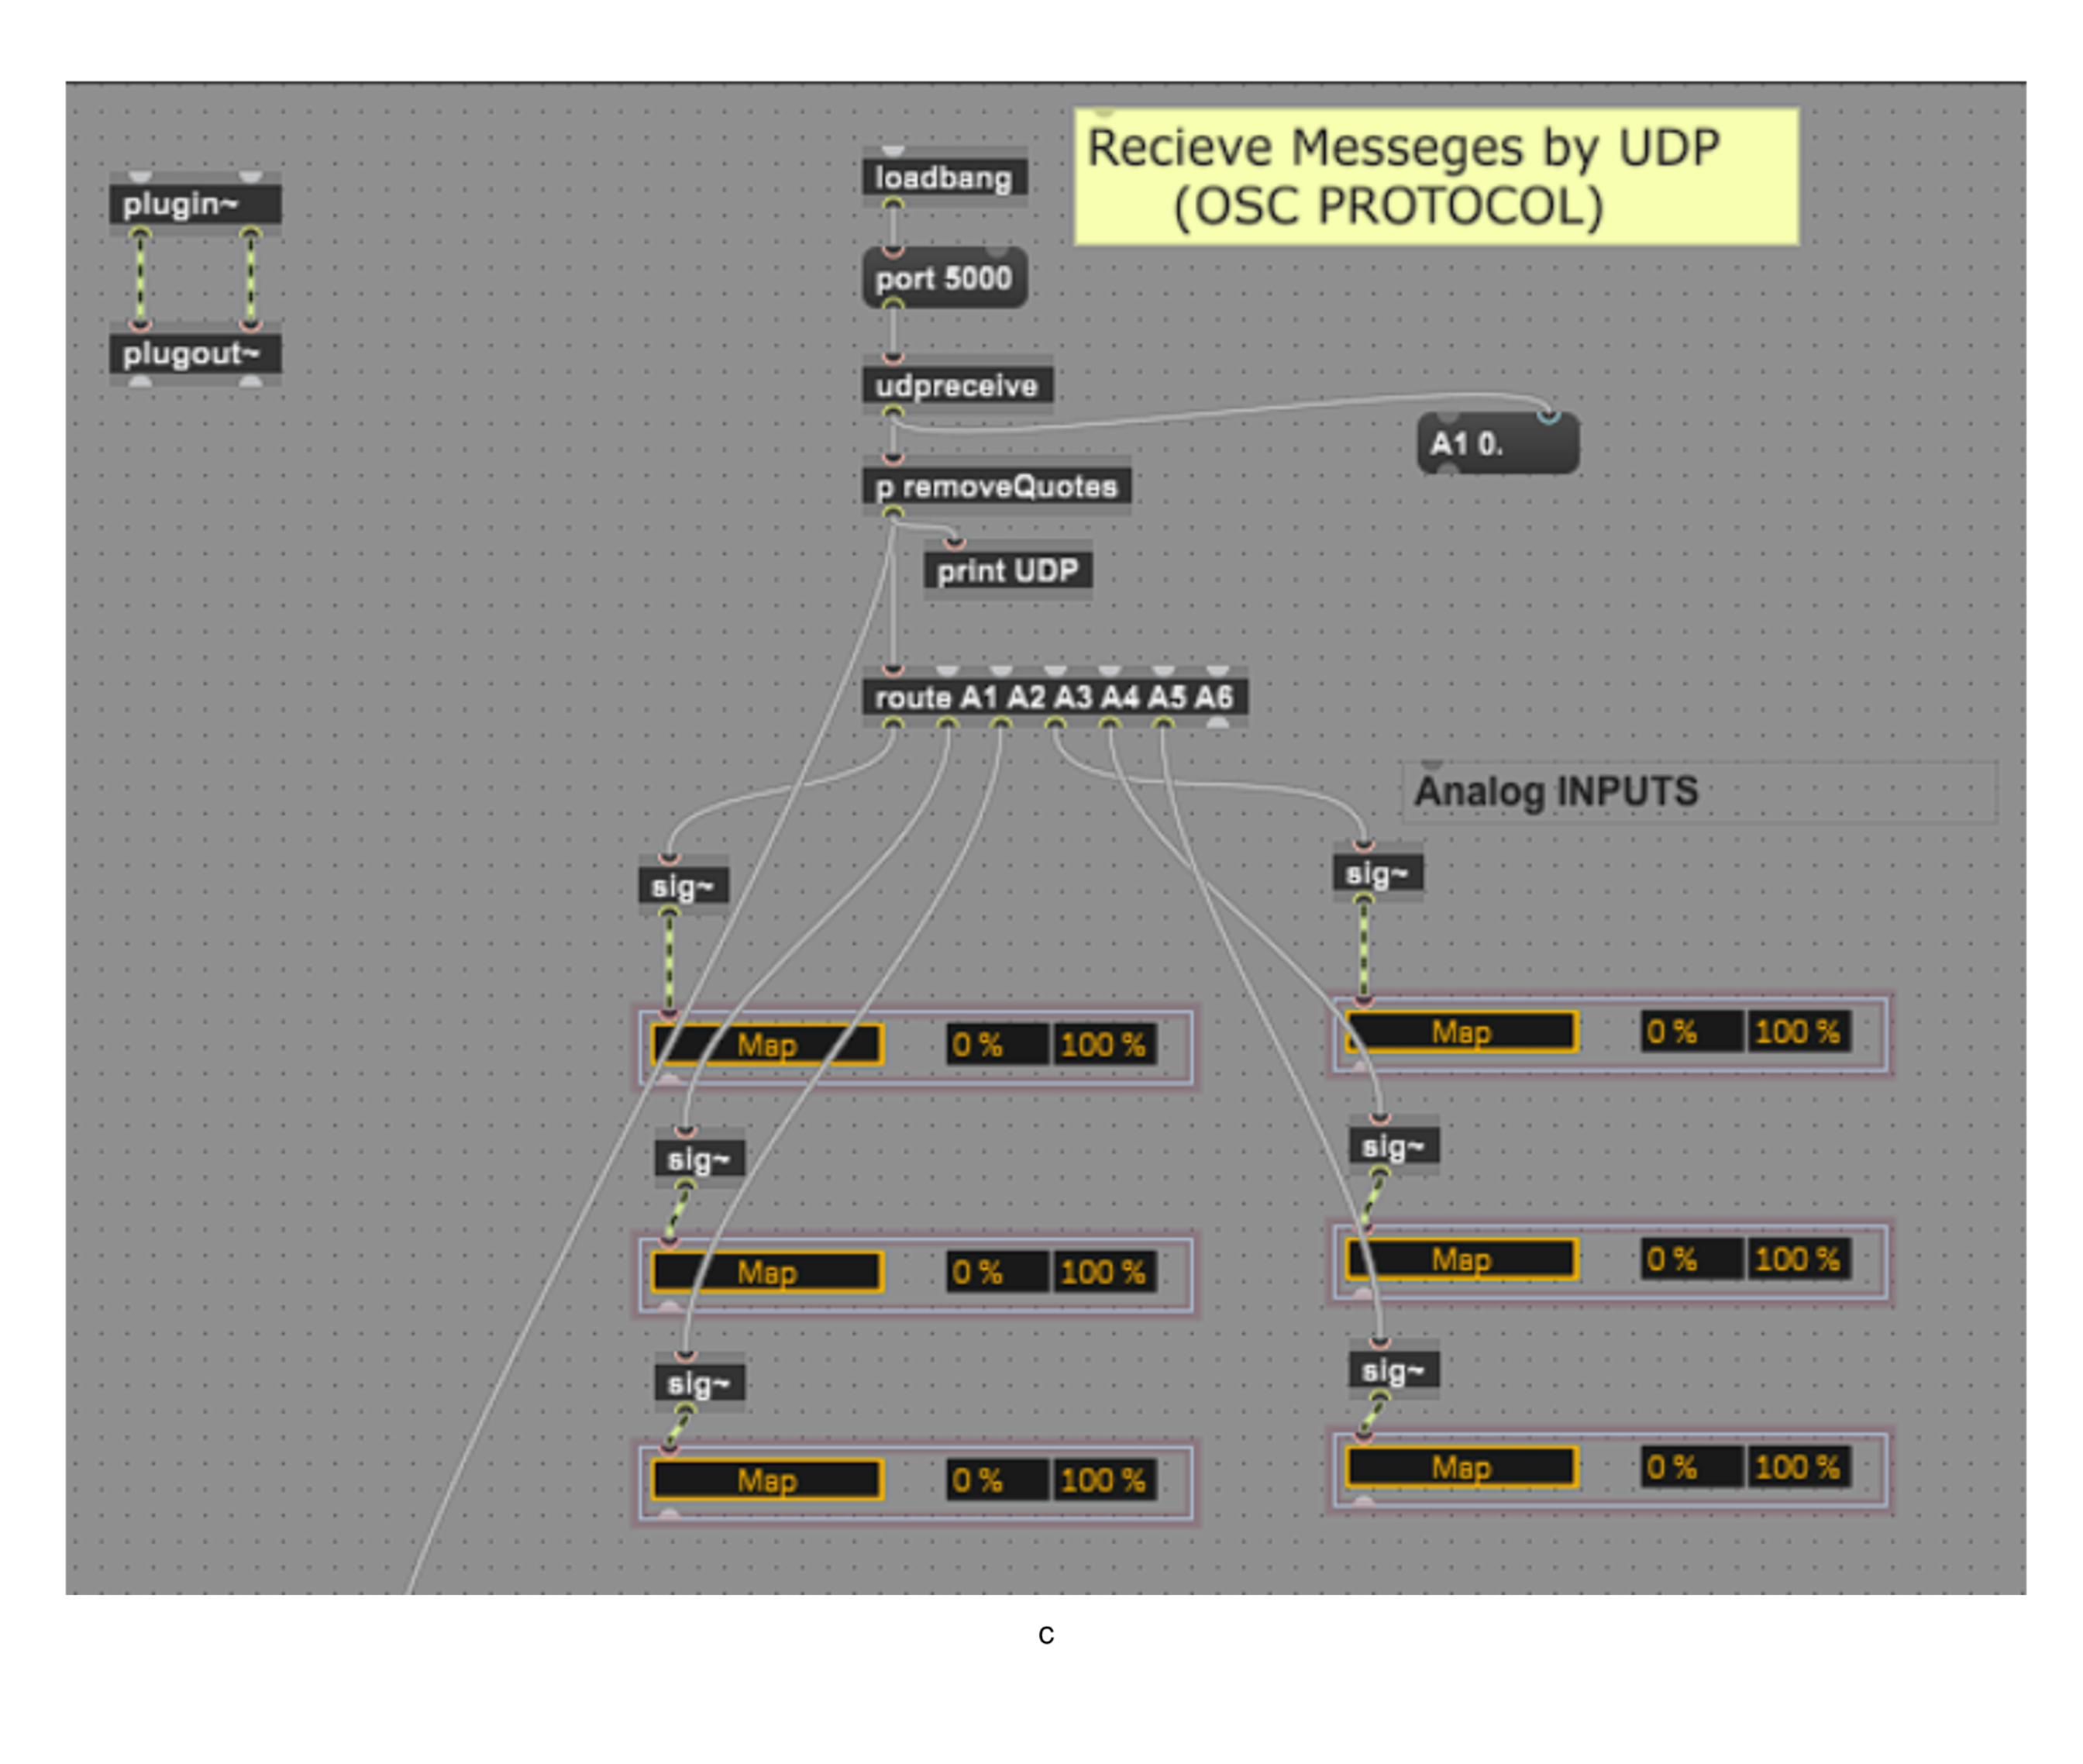 Recieve Messeges by UDP
(OSC PROTOCOL)
loadbang
plugin~
port 5000
plugout~
udpreceive
A1 0.
p removeQuotes
print UDP
route A1 A2 A3 A4 A5 A6
Analog INPUTS
sig~
sig~
Map 0 % 100 %
Map 0 % 100 %
sig~
sig~
Map 0 % 100 %
Map 0 % 100 %
sig~
sig~
Map 0 % 100 %
Map 0 % 100 %
c